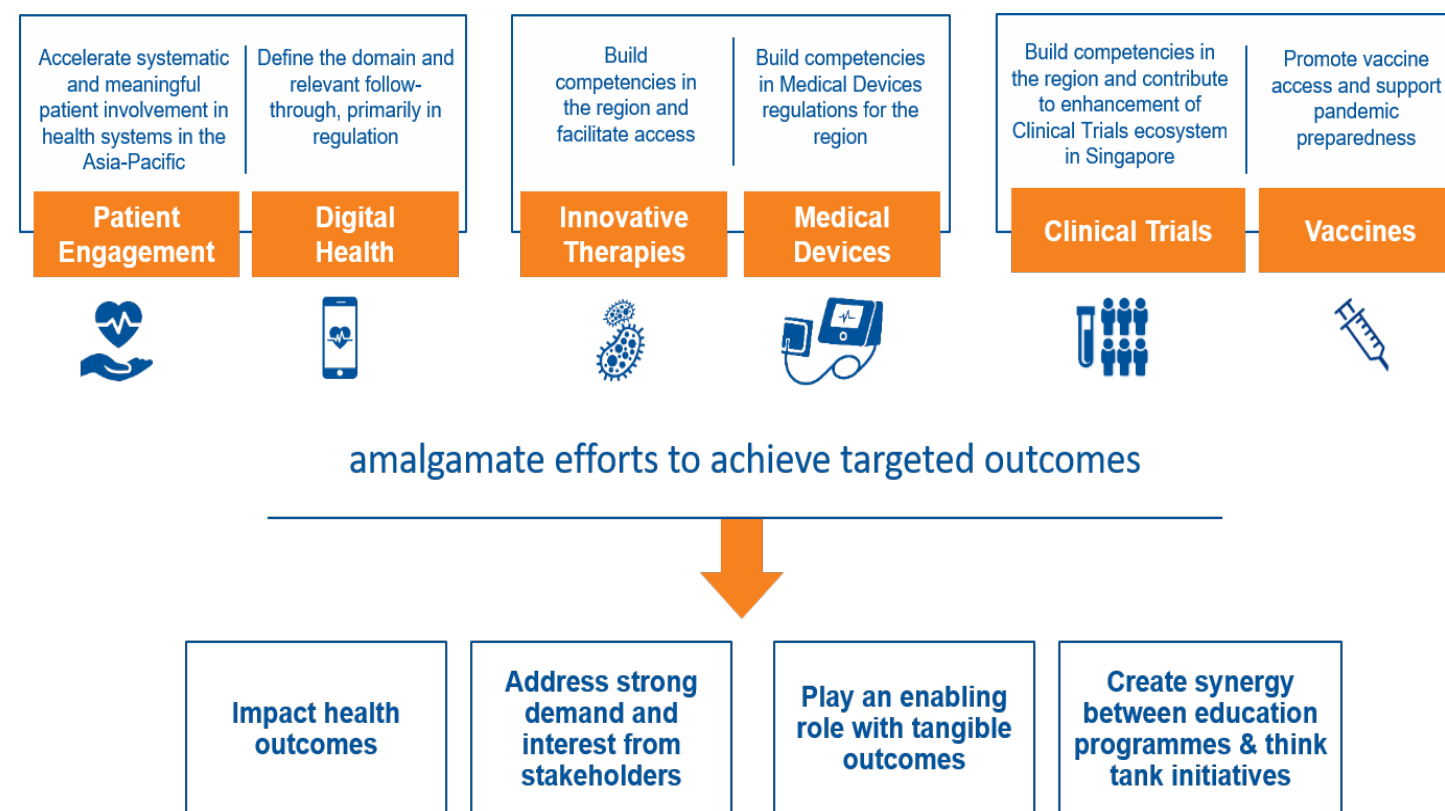 Accelerate systematic
and meaningful
patient involvement in
health systems in the
Asia-Pacific
Define the domain and
relevant follow-
through, primarily in
regulation
Build
competencies in
the region and
facilitate access
Build competencies
in Medical Devices
regulations for the
region
Build competencies in
the region and contribute
to enhancement of
Clinical Trials ecosystem
in Singapore
Promote vaccine
access and support
pandemic
preparedness
Patient
Engagement
Digital
Health
Innovative
Therapies
Medical
Devices
Clinical Trials
Vaccines
amalgamate efforts to achieve targeted outcomes
Impact health
outcomes
Address strong
demand and
interest from
stakeholders
Play an enabling
role with tangible
outcomes
Create synergy
between education
programmes & think
tank initiatives